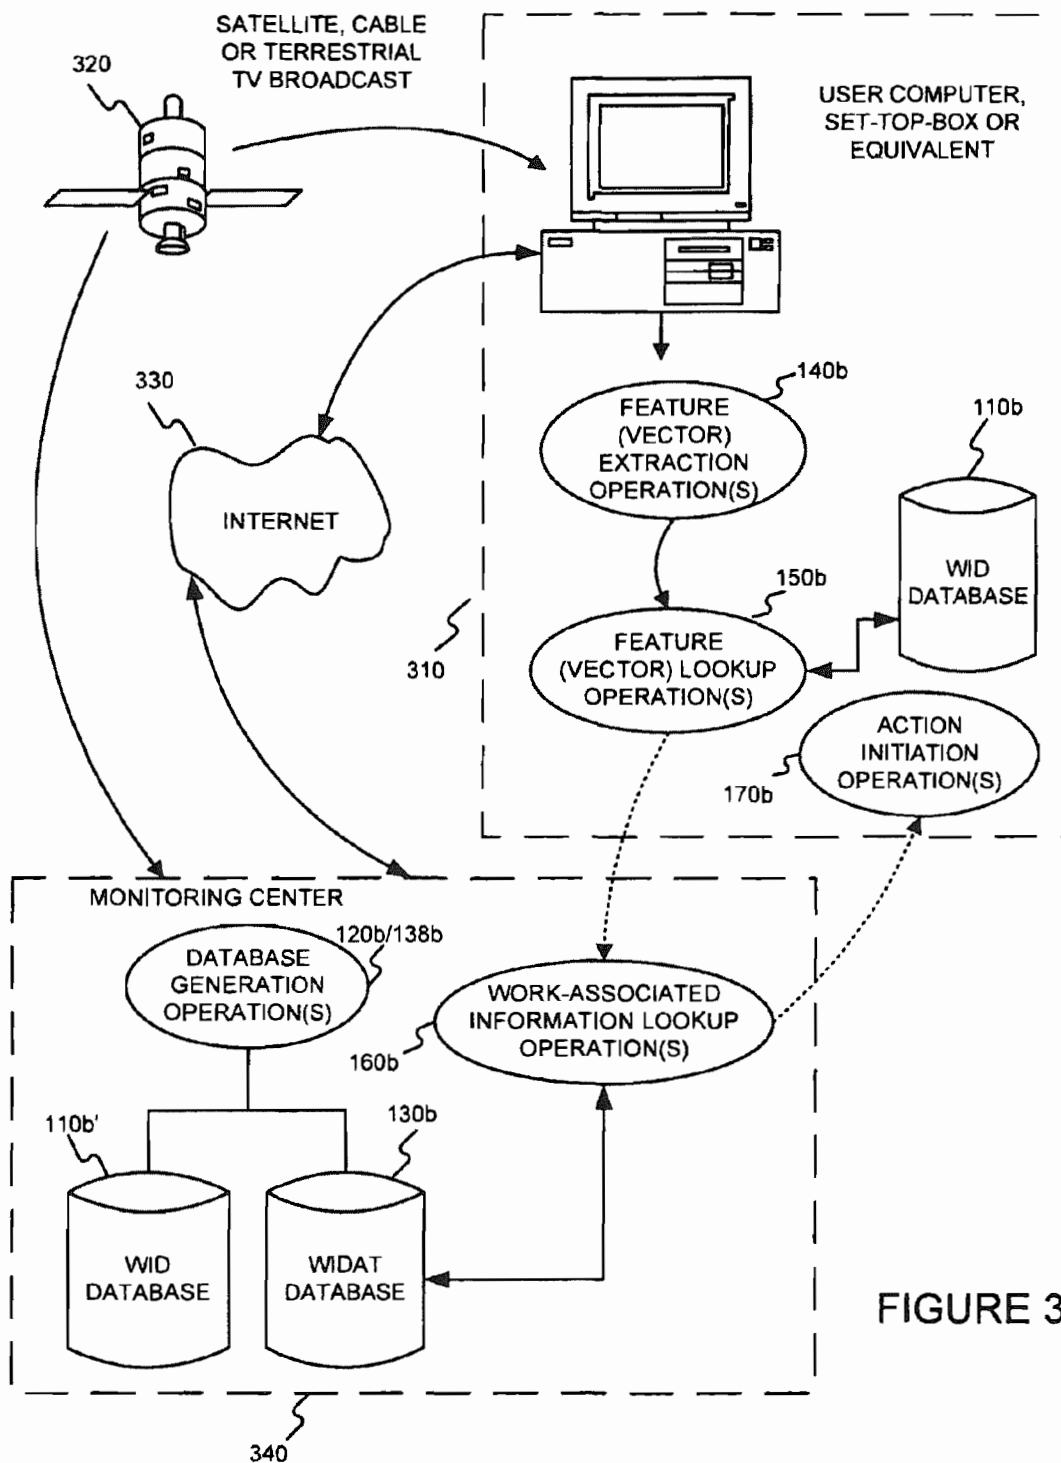 SATELLITE, CABLE
OR TERRESTRIAL
TV BROADCAST
320
USER COMPUTER,
SET-TOP-BOX OR
EQUIVALENT
330
INTERNET
140b
FEATURE
(VECTOR)
EXTRACTION
OPERATION(S)
110b
WID
DATABASE
150b
310
FEATURE
(VECTOR) LOOKUP
OPERATION(S)
ACTION
INITIATION
OPERATION(S)
170b
MONITORING CENTER
120b/138b
DATABASE
GENERATION
OPERATION(S)
WORK-ASSOCIATED
INFORMATION LOOKUP
OPERATION(S)
160b
110b'
130b
WID
DATABASE
WIDAT
DATABASE
FIGURE 3
340